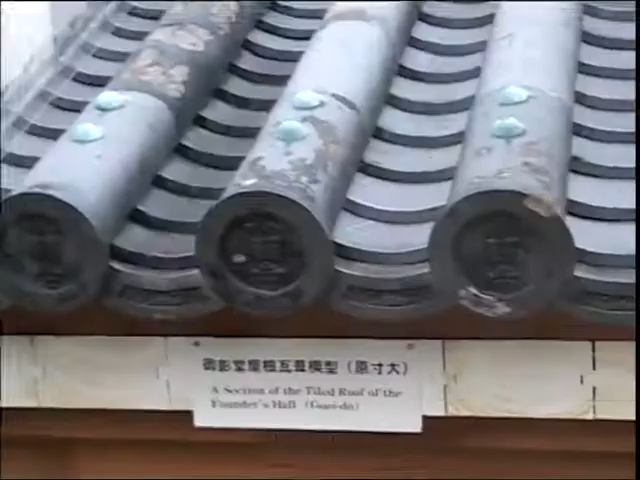 御影堂屋根瓦葺模型（原寸大）
A Section of the Tiled Roof of the
Founder's Hall (Goei-do)